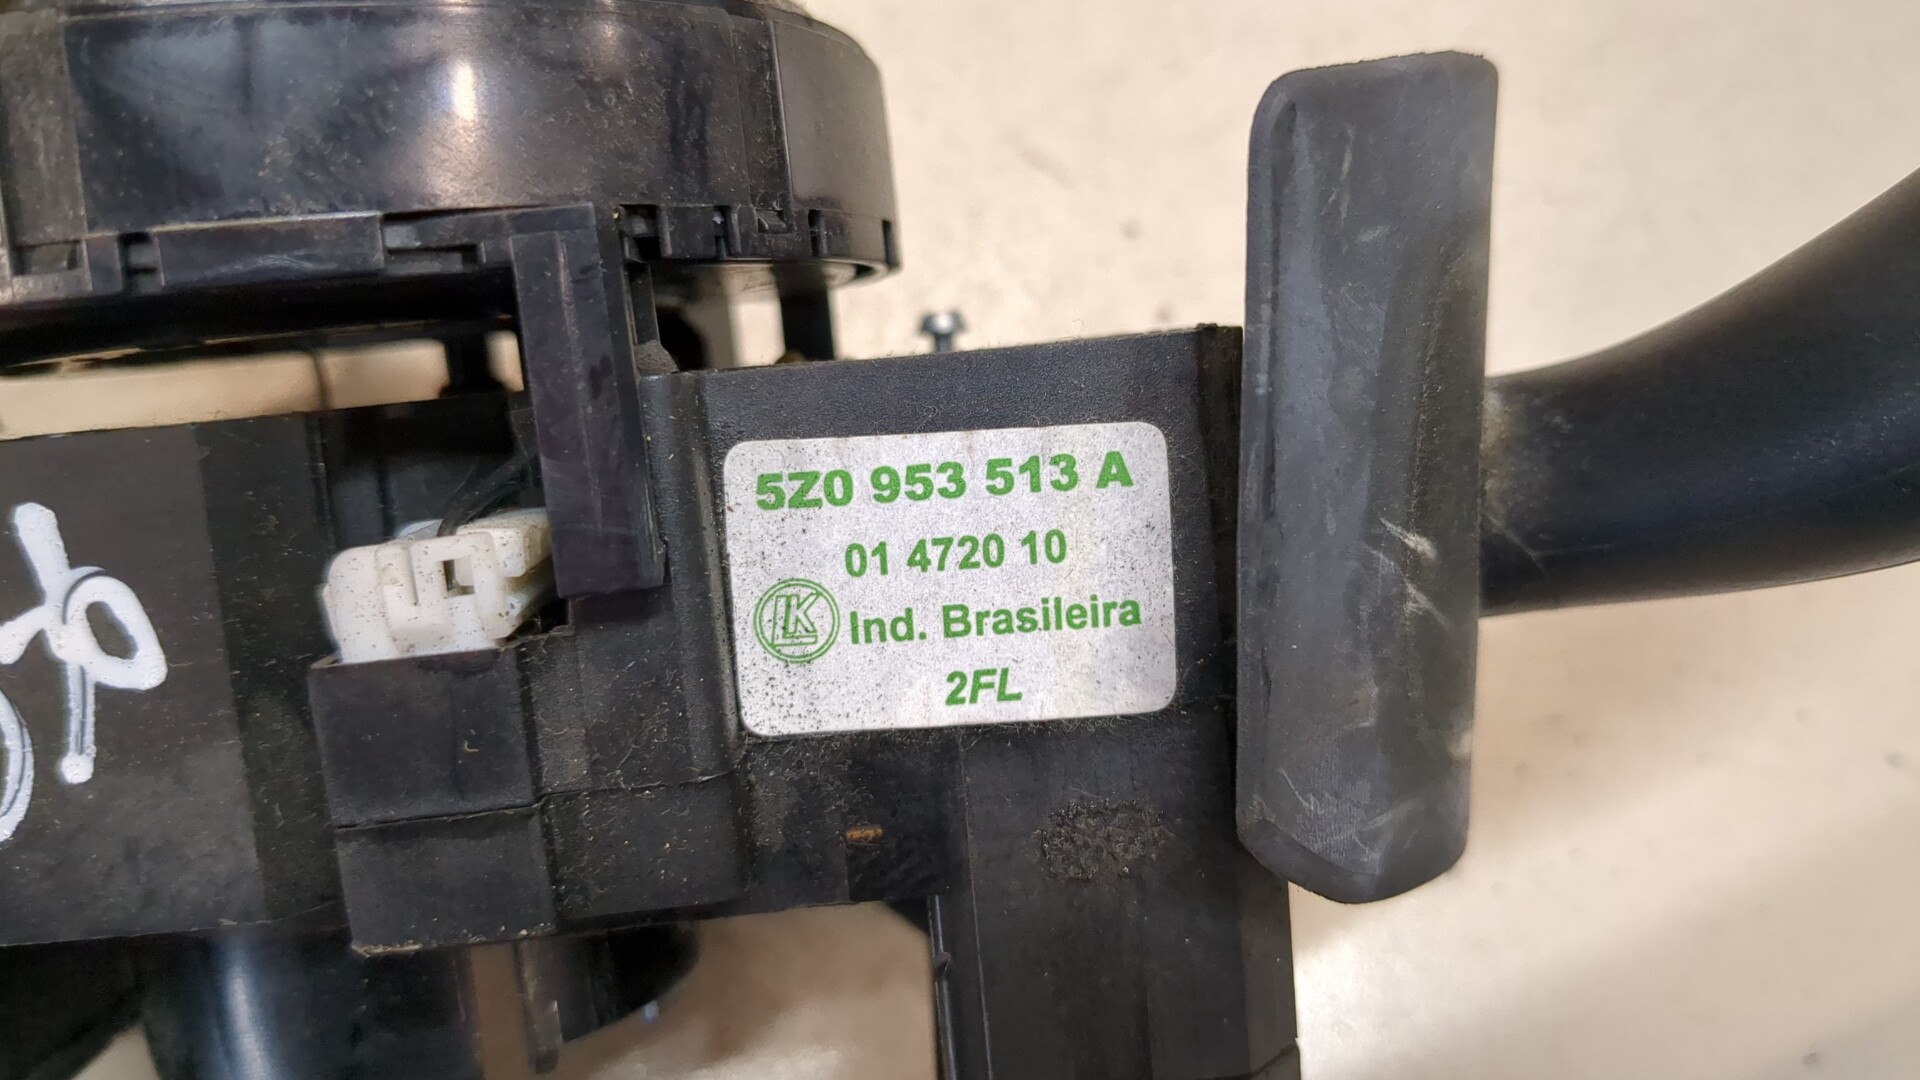 5Z0 953 513 A
01 4720 10
LK Ind. Brasileira
2FL